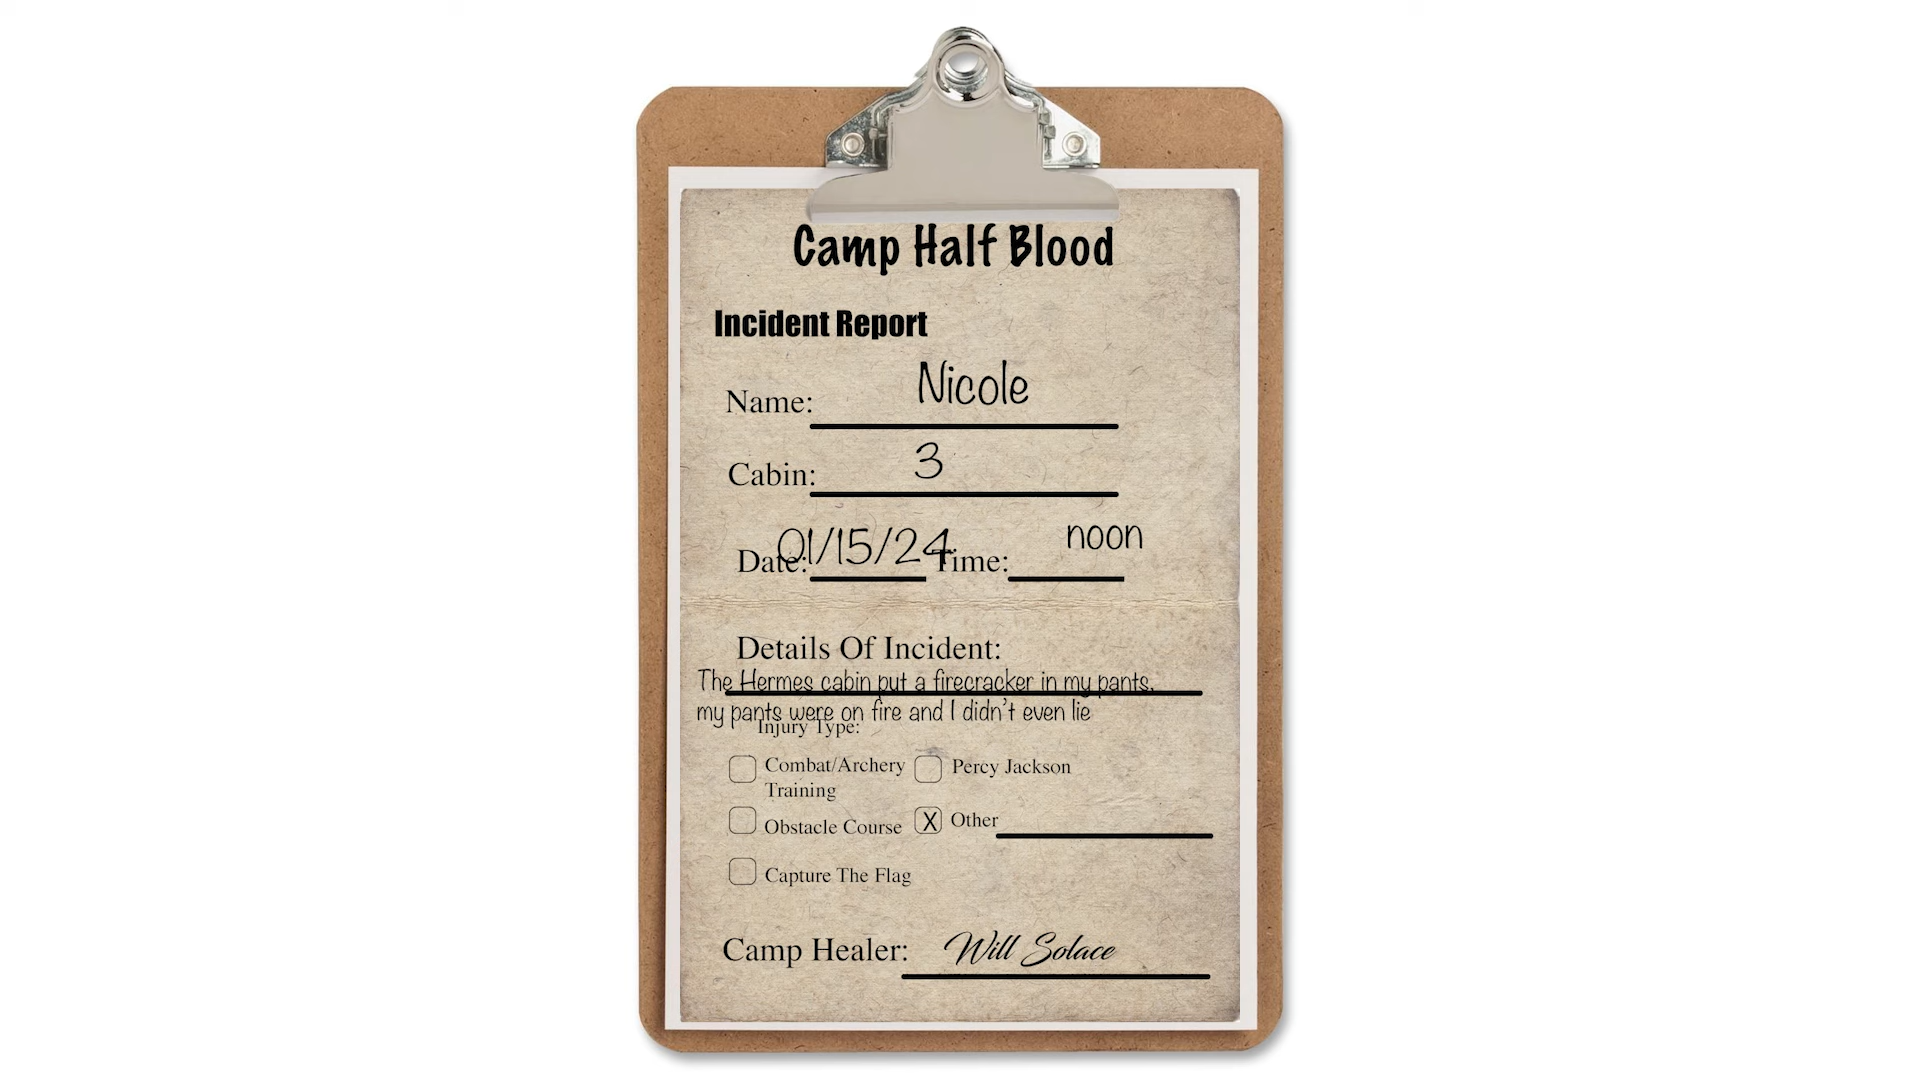 Camp Half Blood
Incident Report
Name: Nicole
Cabin: 3
Date: 01/15/24 Time: noon
Details Of Incident:
The Hermes cabin put a firecracker in my pants,
my pants were on fire and I didn't even lie
Injury Type:
Combat/Archery Training
Percy Jackson
Obstacle Course
X Other
Capture The Flag
Camp Healer: Will Solace